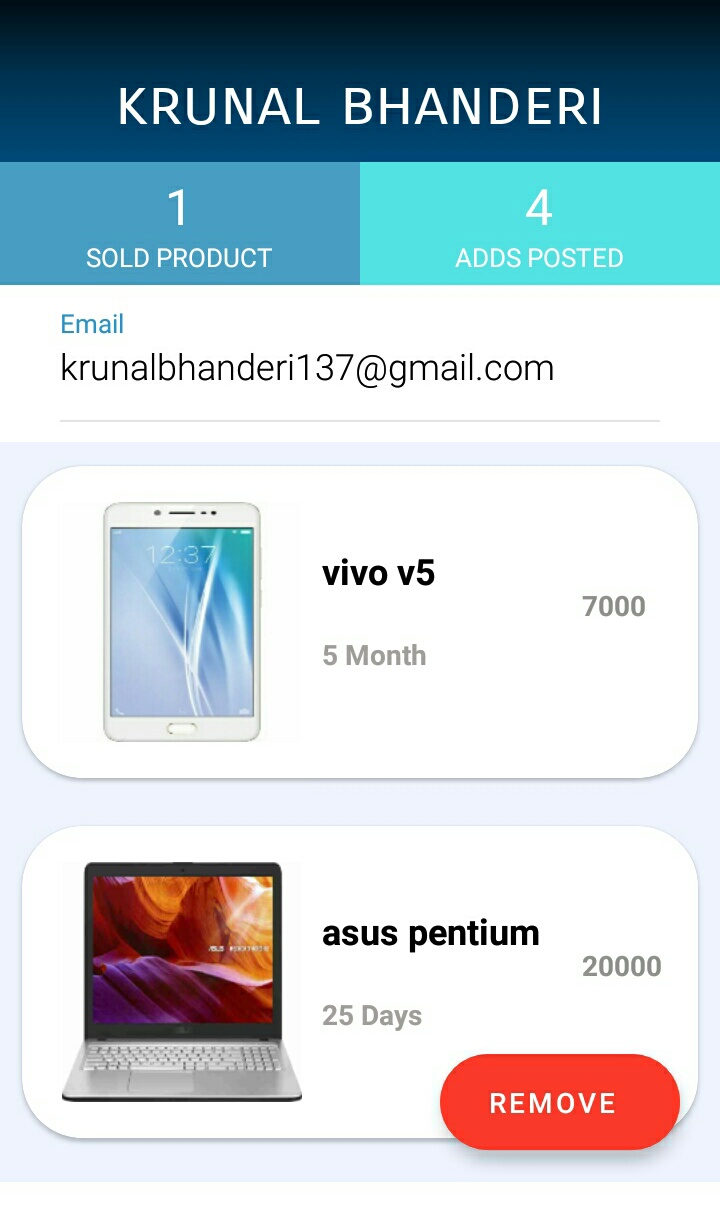 KRUNAL BHANDERI
1
SOLD PRODUCT
4
ADDS POSTED
Email
krunalbhanderi137@gmail.com
12:37
vivo v5
7000
5 Month
asus pentium
20000
25 Days
REMOVE